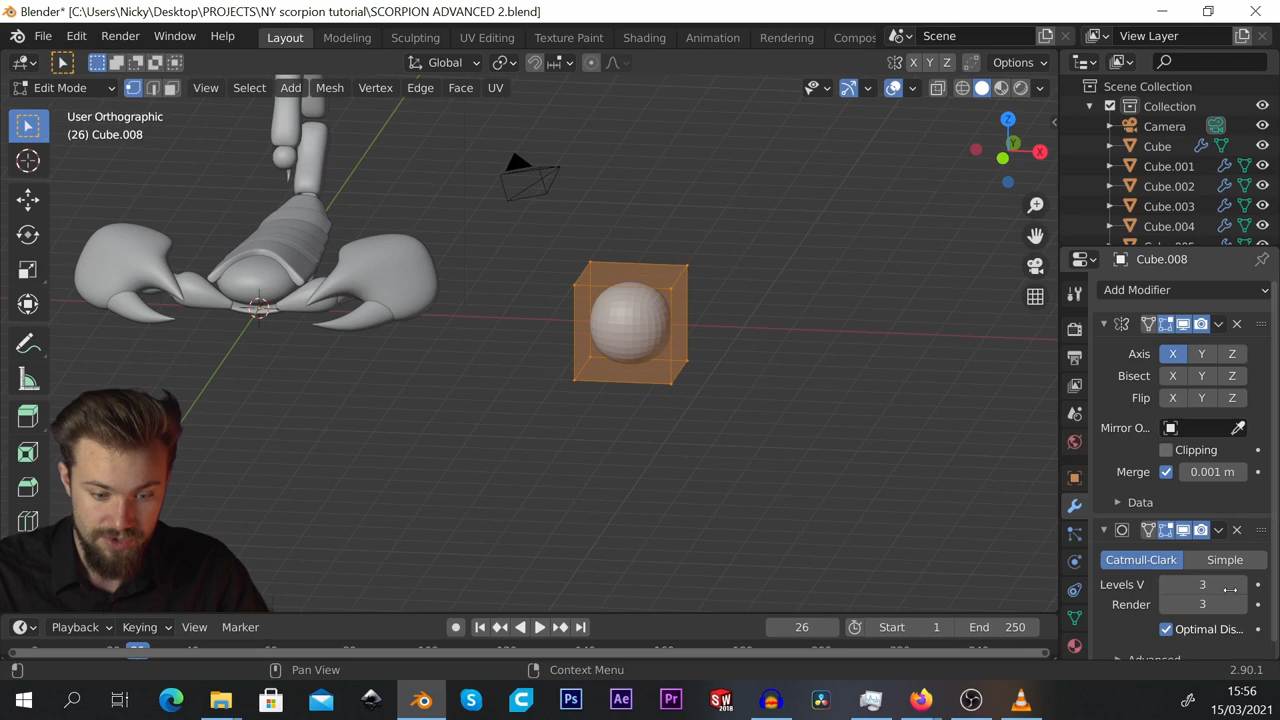 Blender* [C:\Users\Nicky\Desktop\PROJECTS\NY scorpion tutorial\SCORPION ADVANCED 2.blend]
File Edit Render Window Help Layout Modeling Sculpting UV Editing Texture Paint Shading Animation Rendering Compos Scene View Layer
Global X Y Z Options
Edit Mode View Select Add Mesh Vertex Edge Face UV
User Orthographic
(26) Cube.008
Z
Y
X
Scene Collection
Collection
Camera
Cube
Cube.001
Cube.002
Cube.003
Cube.004
Cube.008
Add Modifier
Axis X Y Z
Bisect X Y Z
Flip X Y Z
Mirror O...
Clipping
Merge 0.001 m
Data
Catmull-Clark Simple
Levels V 3
Render 3
Optimal Dis...
Playback Keying View Marker 26 Start 1 End 250
Pan View Context Menu 2.90.1
Ps Ae Pr SW 2018
15:56
15/03/2021